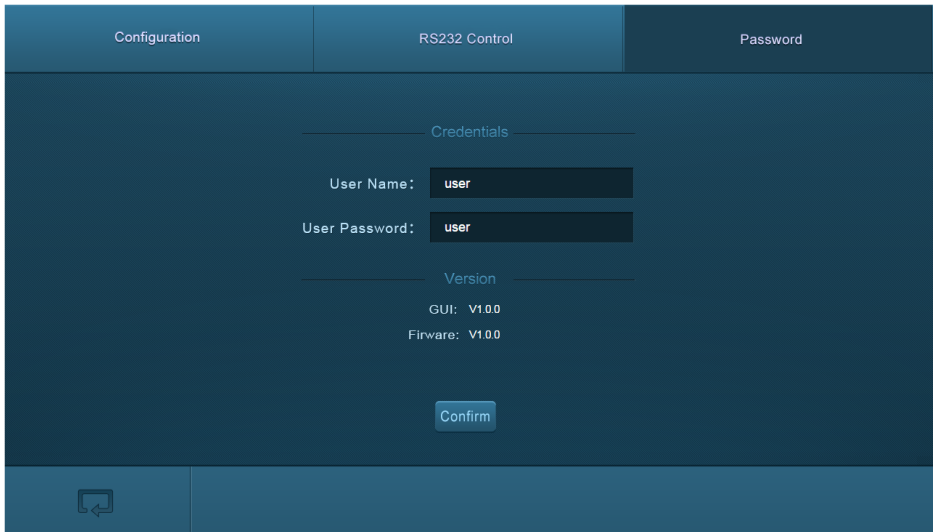 Configuration RS232 Control Password
Credentials
User Name: user
User Password: user
Version
GUI: V1.0.0
Firware: V1.0.0
Confirm